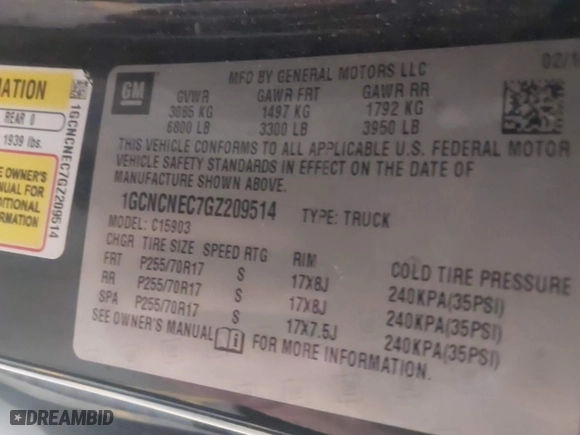 MATION
REAR 0
1939 lbs.
E OWNER'S
NUAL FOR
DITIONAL
ORMATION
1GCNCNEC7GZ209514
GM
MFD BY GENERAL MOTORS LLC
02/1
GVWR GAWR FRT GAWR RR
3085 KG 1497 KG 1792 KG
6800 LB 3300 LB 3950 LB
THIS VEHICLE CONFORMS TO ALL APPLICABLE U.S. FEDERAL MOTOR
VEHICLE SAFETY STANDARDS IN EFFECT ON THE DATE OF
MANUFACTURE SHOWN ABOVE.
1GCNCNEC7GZ209514 TYPE: TRUCK
MODEL: C15903
CHGR TIRE SIZE SPEED RTG RIM COLD TIRE PRESSURE
FRT P255/70R17 S 17X8J 240KPA(35PSI)
RR P255/70R17 S 17X8J 240KPA(35PSI)
SPA P255/70R17 S 17X7.5J 240KPA(35PSI)
SEE OWNER'S MANUAL FOR MORE INFORMATION.
DREAMBID